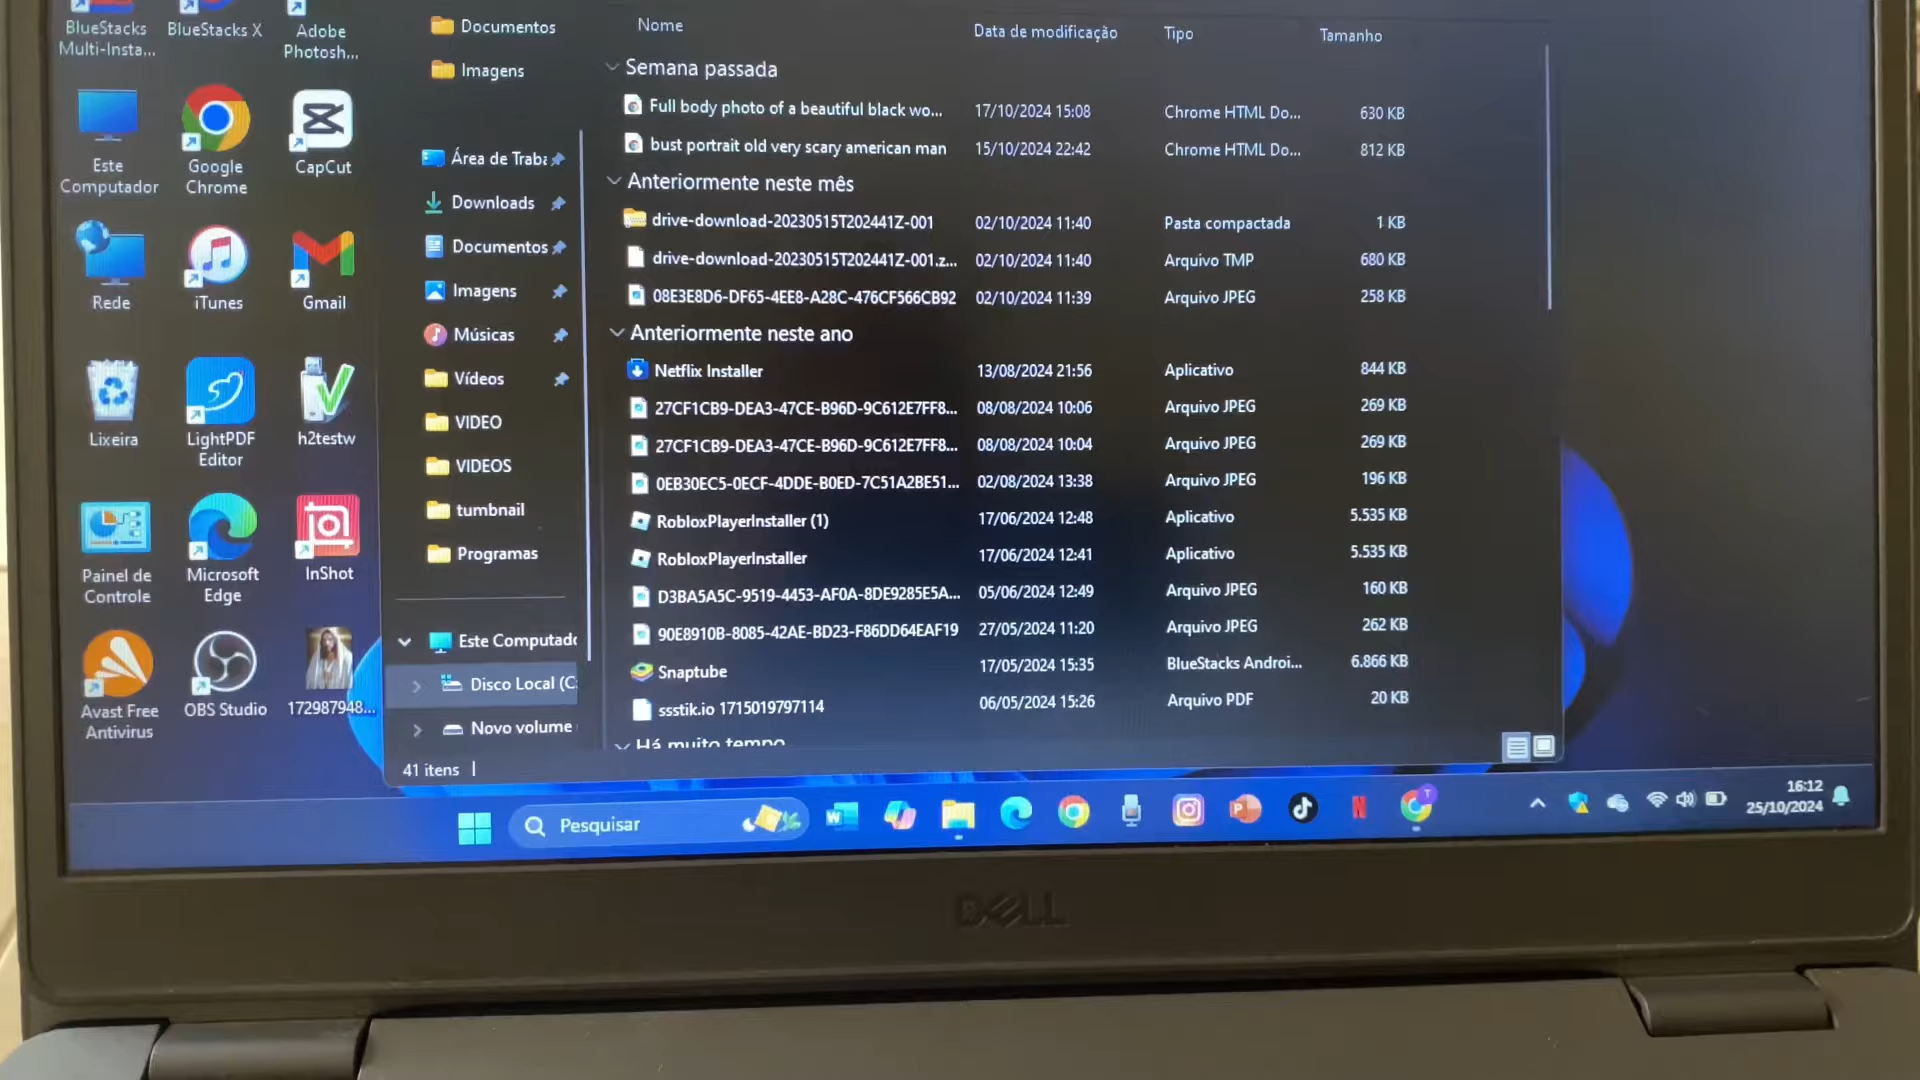 BlueStacks Multi-Insta...
BlueStacks X
Adobe Photosh...
Este Computador
Google Chrome
CapCut
Rede
iTunes
Gmail
Lixeira
LightPDF Editor
h2testw
Painel de Controle
Microsoft Edge
InShot
Avast Free Antivirus
OBS Studio
172987948...
Documentos
Imagens
Área de Traba
Downloads
Documentos
Imagens
Músicas
Vídeos
VIDEO
VIDEOS
tumbnail
Programas
Este Computado
Disco Local (C:
Novo volume
41 itens
Nome Data de modificação Tipo Tamanho
Semana passada
Full body photo of a beautiful black wo... 17/10/2024 15:08 Chrome HTML Do... 630 KB
bust portrait old very scary american man 15/10/2024 22:42 Chrome HTML Do... 812 KB
Anteriormente neste mês
drive-download-20230515T202441Z-001 02/10/2024 11:40 Pasta compactada 1 KB
drive-download-20230515T202441Z-001.z... 02/10/2024 11:40 Arquivo TMP 680 KB
08E3E8D6-DF65-4EE8-A28C-476CF566CB92 02/10/2024 11:39 Arquivo JPEG 258 KB
Anteriormente neste ano
Netflix Installer 13/08/2024 21:56 Aplicativo 844 KB
27CF1CB9-DEA3-47CE-B96D-9C612E7FF8... 08/08/2024 10:06 Arquivo JPEG 269 KB
27CF1CB9-DEA3-47CE-B96D-9C612E7FF8... 08/08/2024 10:04 Arquivo JPEG 269 KB
0EB30EC5-0ECF-4DDE-B0ED-7C51A2BE51... 02/08/2024 13:38 Arquivo JPEG 196 KB
RobloxPlayerInstaller (1) 17/06/2024 12:48 Aplicativo 5.535 KB
RobloxPlayerInstaller 17/06/2024 12:41 Aplicativo 5.535 KB
D3BA5A5C-9519-4453-AF0A-8DE9285E5A... 05/06/2024 12:49 Arquivo JPEG 160 KB
90E8910B-8085-42AE-BD23-F86DD64EAF19 27/05/2024 11:20 Arquivo JPEG 262 KB
Snaptube 17/05/2024 15:35 BlueStacks Androi... 6.866 KB
ssstik.io 1715019797114 06/05/2024 15:26 Arquivo PDF 20 KB
Há muito tempo
Pesquisar
16:12
25/10/2024
DELL